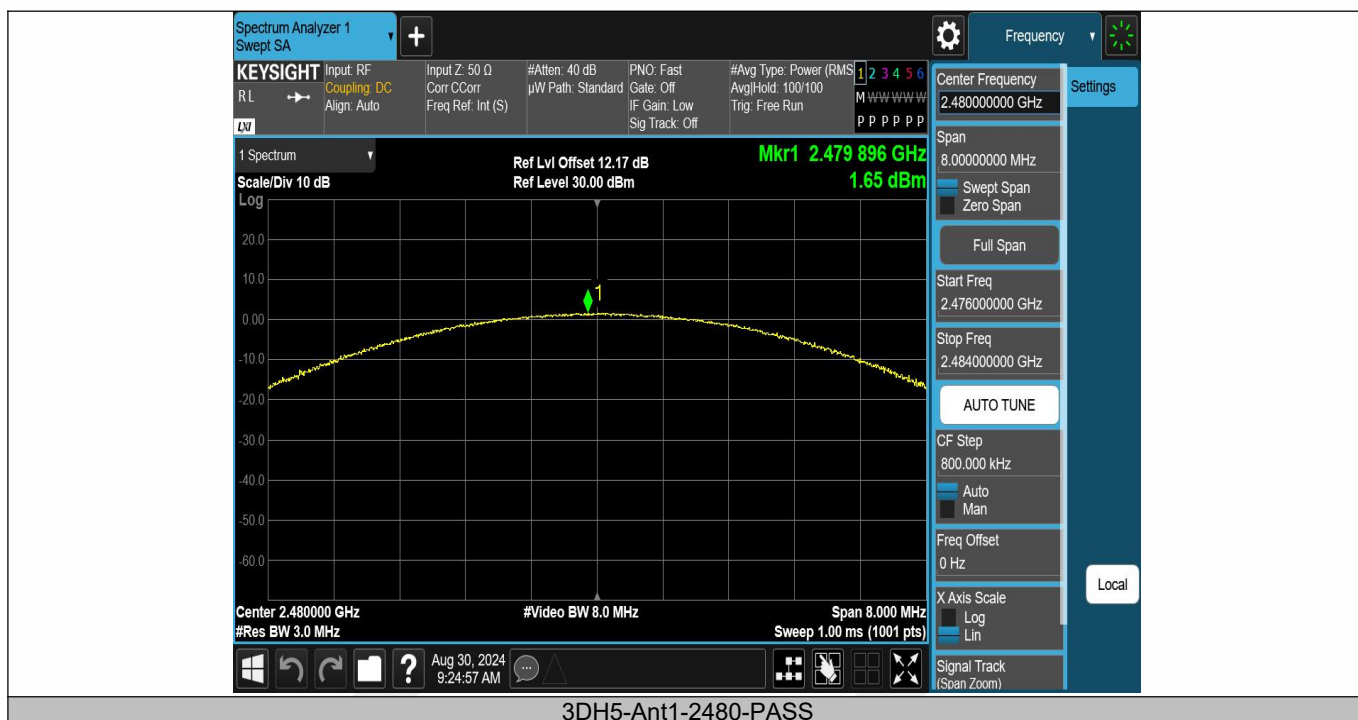 Spectrum Analyzer 1
Swept SA
+
Frequency
KEYSIGHT
RL
LXI
Input: RF
Coupling: DC
Align: Auto
Input Z: 50 Ω
Corr CCorr
Freq Ref: Int (S)
#Atten: 40 dB
µW Path: Standard
PNO: Fast
Gate: Off
IF Gain: Low
Sig Track: Off
#Avg Type: Power (RMS
Avg|Hold: 100/100
Trig: Free Run
1 2 3 4 5 6
M W W W W W
P P P P P P
1 Spectrum
Scale/Div 10 dB
Log
Ref Lvl Offset 12.17 dB
Ref Level 30.00 dBm
Mkr1 2.479 896 GHz
1.65 dBm
20.0
10.0
0.00
-10.0
-20.0
-30.0
-40.0
-50.0
-60.0
1
Center 2.480000 GHz
#Res BW 3.0 MHz
#Video BW 8.0 MHz
Span 8.000 MHz
Sweep 1.00 ms (1001 pts)
?
Aug 30, 2024
9:24:57 AM
Center Frequency
2.480000000 GHz
Settings
Span
8.00000000 MHz
Swept Span
Zero Span
Full Span
Start Freq
2.476000000 GHz
Stop Freq
2.484000000 GHz
AUTO TUNE
CF Step
800.000 kHz
Auto
Man
Freq Offset
0 Hz
X Axis Scale
Log
Lin
Local
Signal Track
(Span Zoom)
3DH5-Ant1-2480-PASS